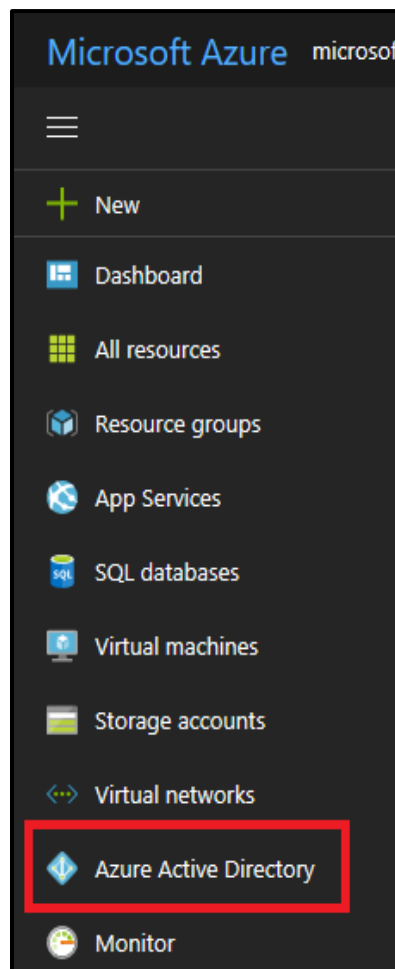 Microsoft Azure microsof
New
Dashboard
All resources
Resource groups
App Services
SQL databases
Virtual machines
Storage accounts
Virtual networks
Azure Active Directory
Monitor